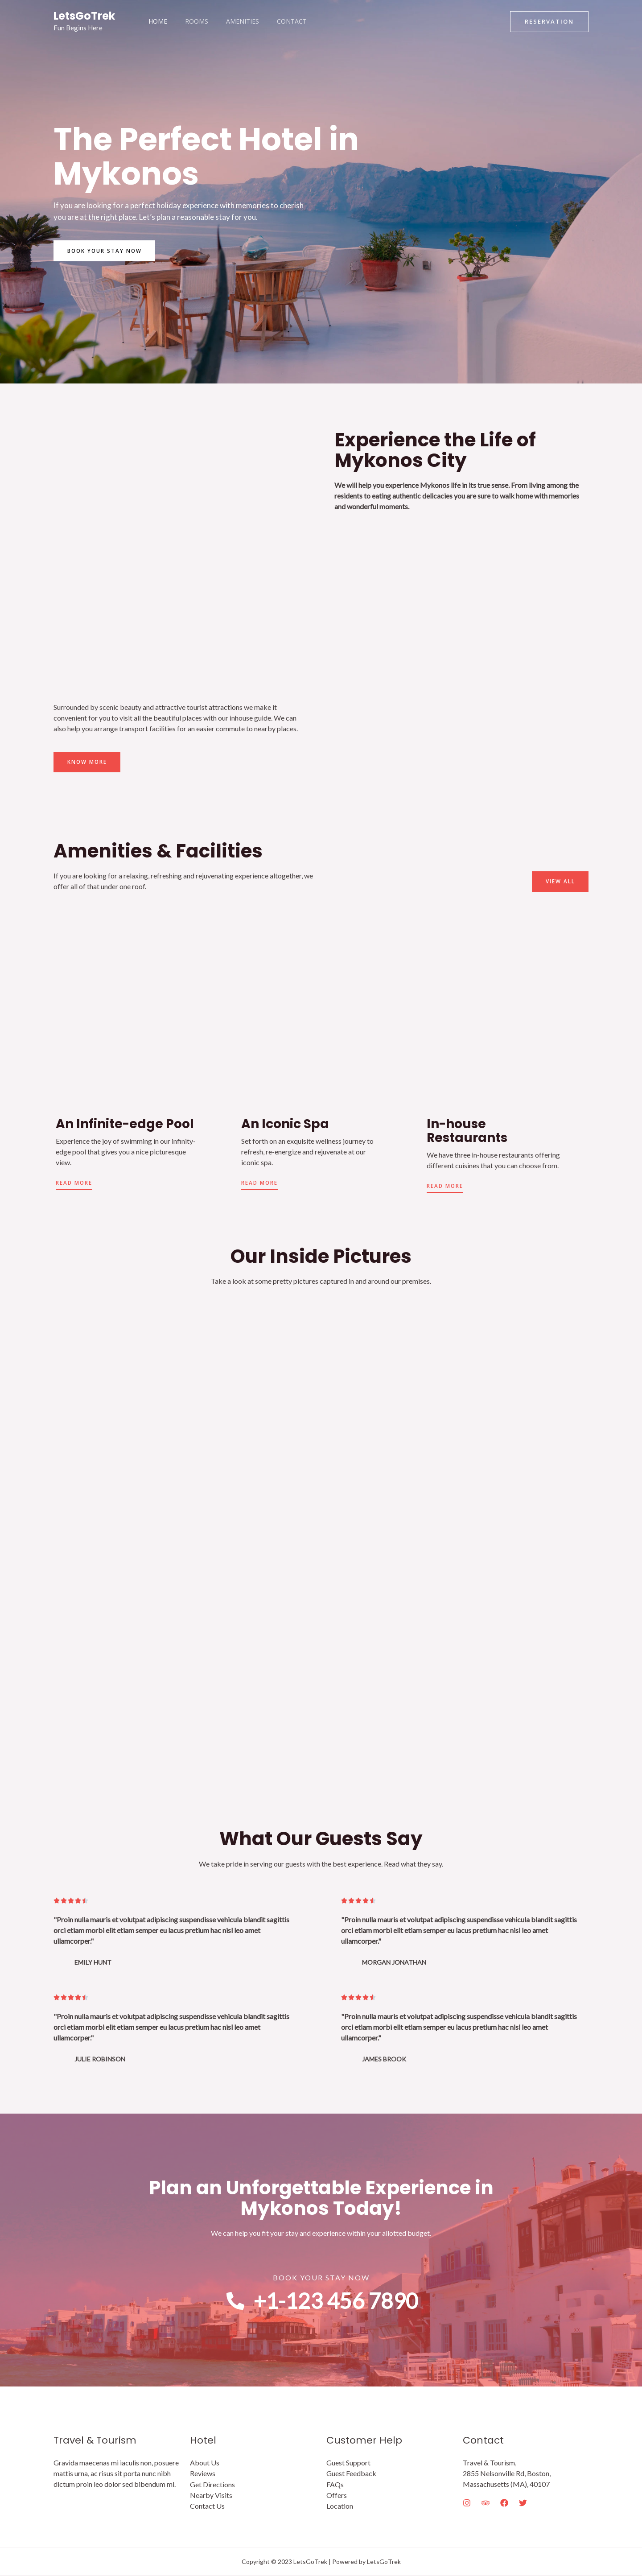 LetsGoTrek
Fun Begins Here
HOME
ROOMS
AMENITIES
CONTACT
RESERVATION
The Perfect Hotel in
Mykonos
If you are looking for a perfect holiday experience with memories to cherish
you are at the right place. Let's plan a reasonable stay for you.
BOOK YOUR STAY NOW
Experience the Life of
Mykonos City
We will help you experience Mykonos life in its true sense. From living among the
residents to eating authentic delicacies you are sure to walk home with memories
and wonderful moments.
Surrounded by scenic beauty and attractive tourist attractions we make it
convenient for you to visit all the beautiful places with our inhouse guide. We can
also help you arrange transport facilities for an easier commute to nearby places.
KNOW MORE
Amenities & Facilities
If you are looking for a relaxing, refreshing and rejuvenating experience altogether, we
offer all of that under one roof.
VIEW ALL
An Infinite-edge Pool
Experience the joy of swimming in our infinity-
edge pool that gives you a nice picturesque
view.
READ MORE
An Iconic Spa
Set forth on an exquisite wellness journey to
refresh, re-energize and rejuvenate at our
iconic spa.
READ MORE
In-house
Restaurants
We have three in-house restaurants offering
different cuisines that you can choose from.
READ MORE
Our Inside Pictures
Take a look at some pretty pictures captured in and around our premises.
What Our Guests Say
We take pride in serving our guests with the best experience. Read what they say.
"Proin nulla mauris et volutpat adipiscing suspendisse vehicula blandit sagittis
orci etiam morbi elit etiam semper eu lacus pretium hac nisl leo amet
ullamcorper."
EMILY HUNT
"Proin nulla mauris et volutpat adipiscing suspendisse vehicula blandit sagittis
orci etiam morbi elit etiam semper eu lacus pretium hac nisl leo amet
ullamcorper."
MORGAN JONATHAN
"Proin nulla mauris et volutpat adipiscing suspendisse vehicula blandit sagittis
orci etiam morbi elit etiam semper eu lacus pretium hac nisl leo amet
ullamcorper."
JULIE ROBINSON
"Proin nulla mauris et volutpat adipiscing suspendisse vehicula blandit sagittis
orci etiam morbi elit etiam semper eu lacus pretium hac nisl leo amet
ullamcorper."
JAMES BROOK
Plan an Unforgettable Experience in
Mykonos Today!
We can help you fit your stay and experience within your allotted budget.
BOOK YOUR STAY NOW
+1-123 456 7890
Travel & Tourism
Gravida maecenas mi iaculis non, posuere
mattis urna, ac risus sit porta nunc nibh
dictum proin leo dolor sed bibendum mi.
Hotel
About Us
Reviews
Get Directions
Nearby Visits
Contact Us
Customer Help
Guest Support
Guest Feedback
FAQs
Offers
Location
Contact
Travel & Tourism,
2855 Nelsonville Rd, Boston,
Massachusetts (MA), 40107
Copyright © 2023 LetsGoTrek | Powered by LetsGoTrek